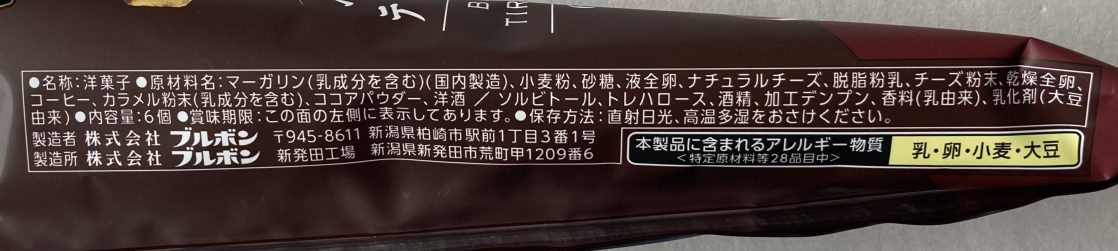 ティ
TIR
●名称:洋菓子 ●原材料名:マーガリン(乳成分を含む)(国内製造)、小麦粉、砂糖、液全卵、ナチュラルチーズ、脱脂粉乳、チーズ粉末、乾燥全卵、
コーヒー、カラメル粉末(乳成分を含む)、ココアパウダー、洋酒 / ソルビトール、トレハロース、酒精、加工デンプン、香料(乳由来)、乳化剤(大豆
由来) ●内容量:6個 ●賞味期限:この面の左側に表示してあります。●保存方法:直射日光、高温多湿をおさけください。
製造者 株式会社 ブルボン 〒945-8611 新潟県柏崎市駅前1丁目3番1号
製造所 株式会社 ブルボン 新発田工場 新潟県新発田市荒町甲1209番6
本製品に含まれるアレルギー物質
<特定原材料等28品目中>
乳・卵・小麦・大豆